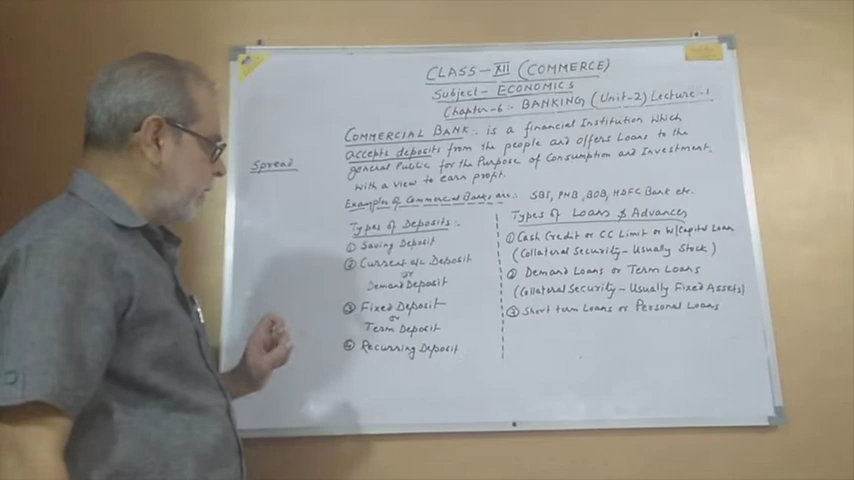 CLASS-XII (COMMERCE)
Subject- ECONOMICS
Chapter-6:- BANKING (Unit-2) Lecture-1
COMMERCIAL BANK:- is a financial Institution which
accepts deposits from the people and offers Loans to the
general Public for the Purpose of Consumption and Investment.
with a view to earn profit.
Spread
Examples of Commercial Banks are:- SBI, PNB, BOB, HDFC Bank etc.
Types of Deposits:-
① Saving Deposit
② Current a/c Deposit
or
Demand Deposit
③ Fixed Deposit
or
Term Deposit
④ Recurring Deposit
Types of Loans & Advances
① Cash Credit or CC Limit or W/Capital Loan
(Collateral Security - Usually Stock)
② Demand Loans or Term Loans
(Collateral Security - Usually Fixed Assets)
Short term Loans or Personal Loans